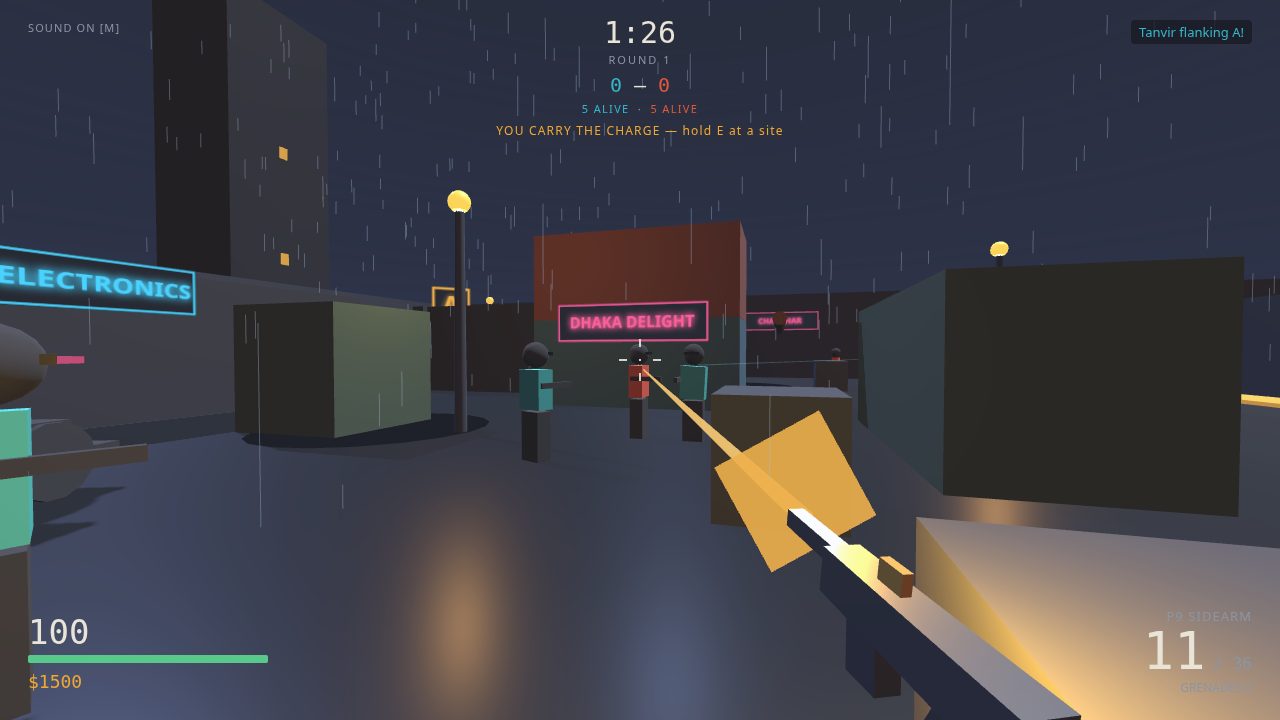 SOUND ON [M]
1:26
ROUND 1
0 — 0
5 ALIVE · 5 ALIVE
YOU CARRY THE CHARGE — hold E at a site
Tanvir flanking A!
ELECTRONICS
A
DHAKA DELIGHT
100
$1500
P9 SIDEARM
11 / 36